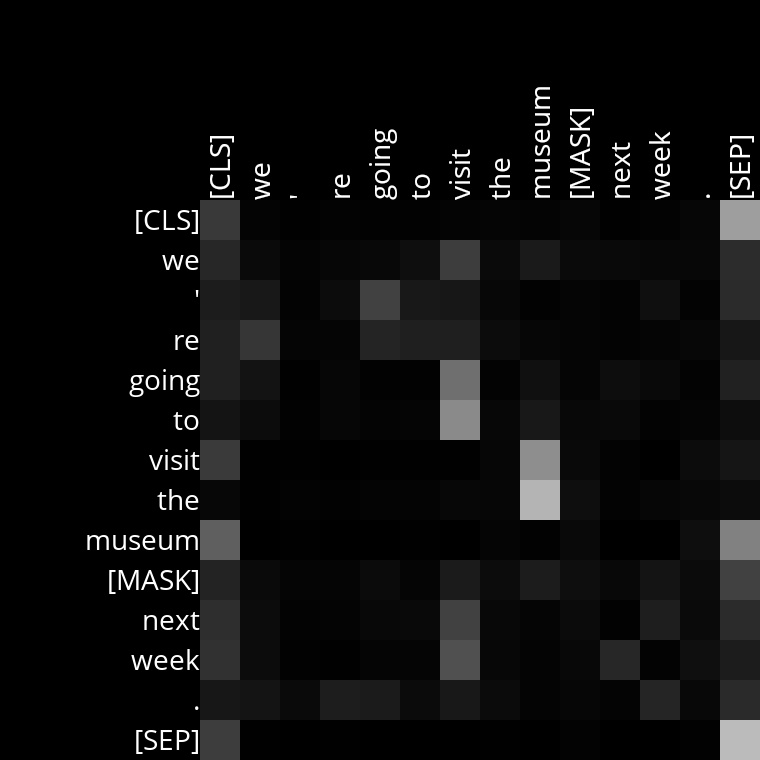 [CLS] we ' re going to visit the museum [MASK] next week . [SEP]
[CLS]
we
'
re
going
to
visit
the
museum
[MASK]
next
week
.
[SEP]